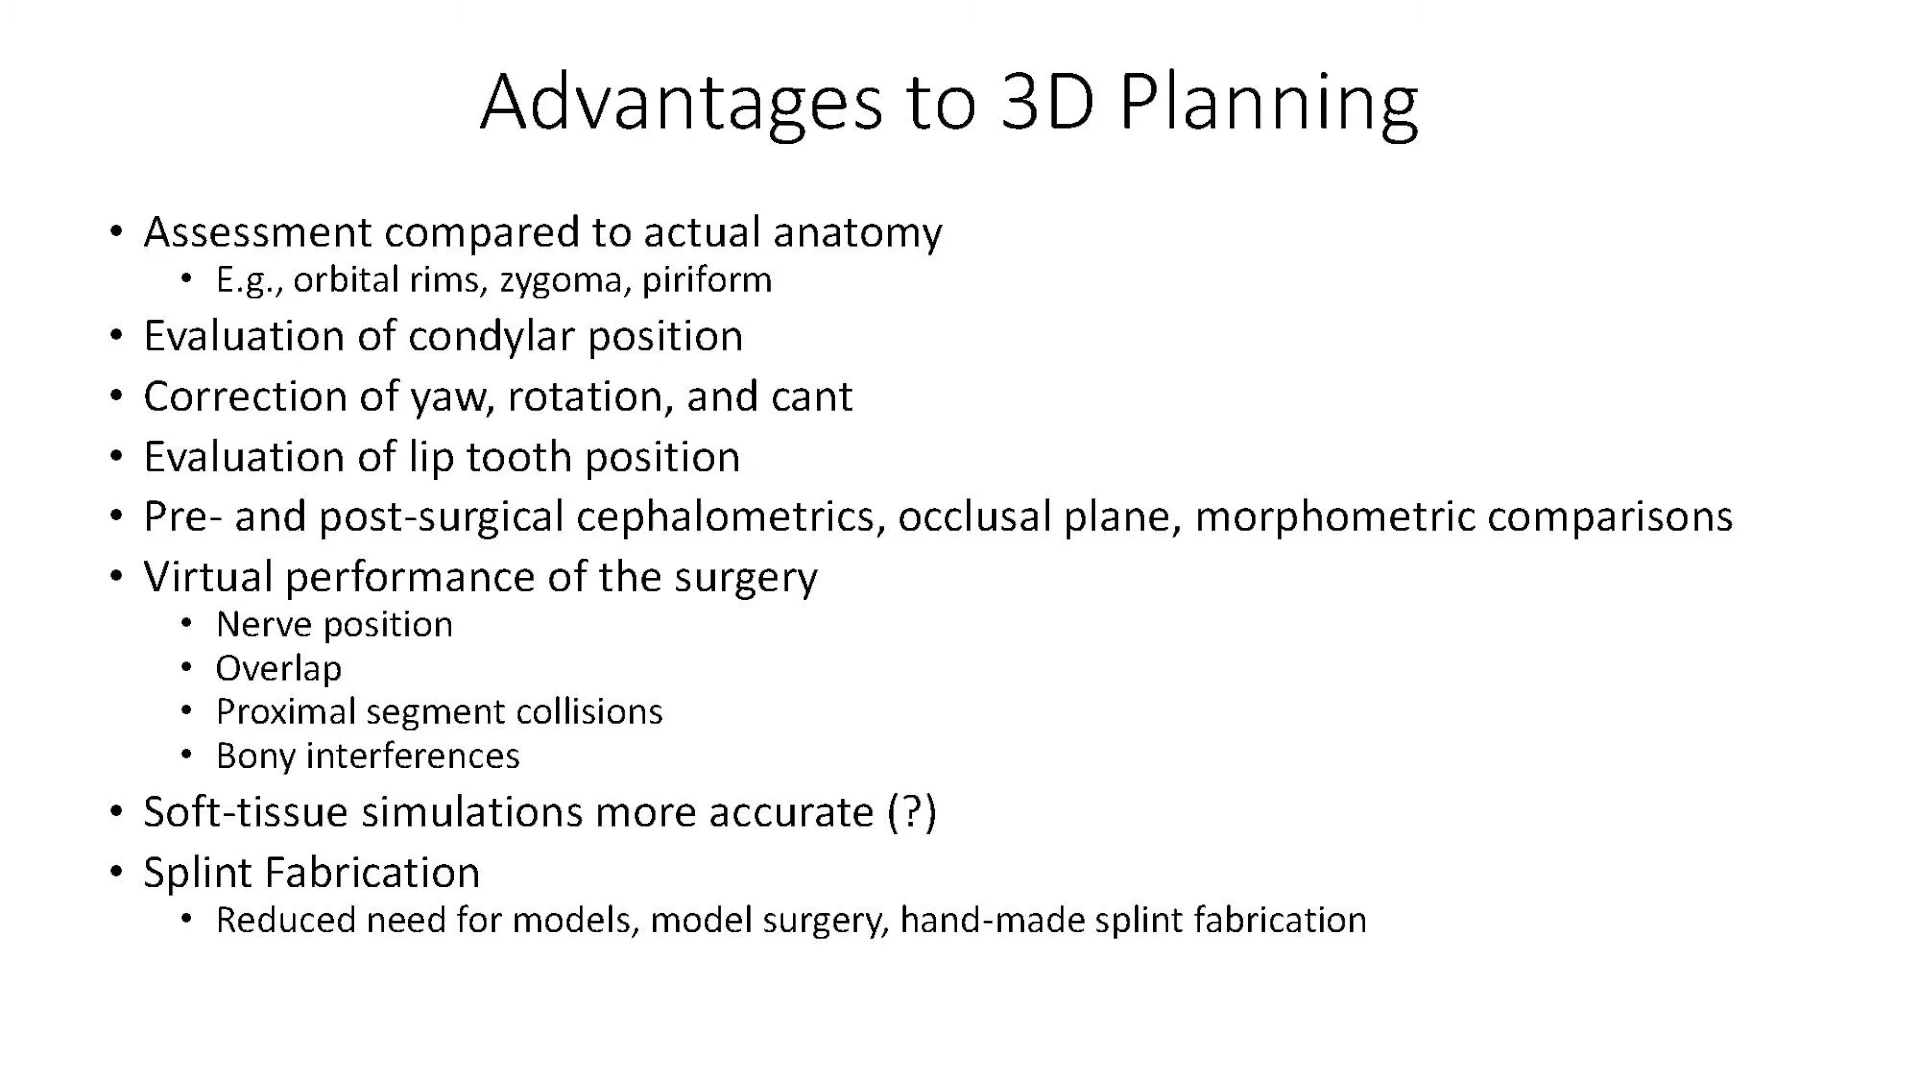 Advantages to 3D Planning
• Assessment compared to actual anatomy
• E.g., orbital rims, zygoma, piriform
• Evaluation of condylar position
• Correction of yaw, rotation, and cant
• Evaluation of lip tooth position
• Pre- and post-surgical cephalometrics, occlusal plane, morphometric comparisons
• Virtual performance of the surgery
• Nerve position
• Overlap
• Proximal segment collisions
• Bony interferences
• Soft-tissue simulations more accurate (?)
• Splint Fabrication
• Reduced need for models, model surgery, hand-made splint fabrication